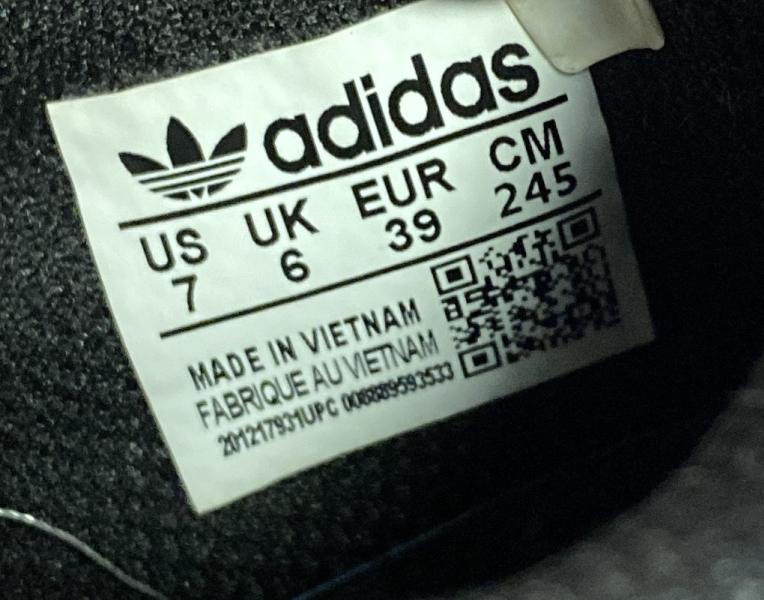 adidas
US UK EUR CM
7 6 39 245
MADE IN VIETNAM
FABRIQUE AU VIETNAM
201217931UPC 008889593533